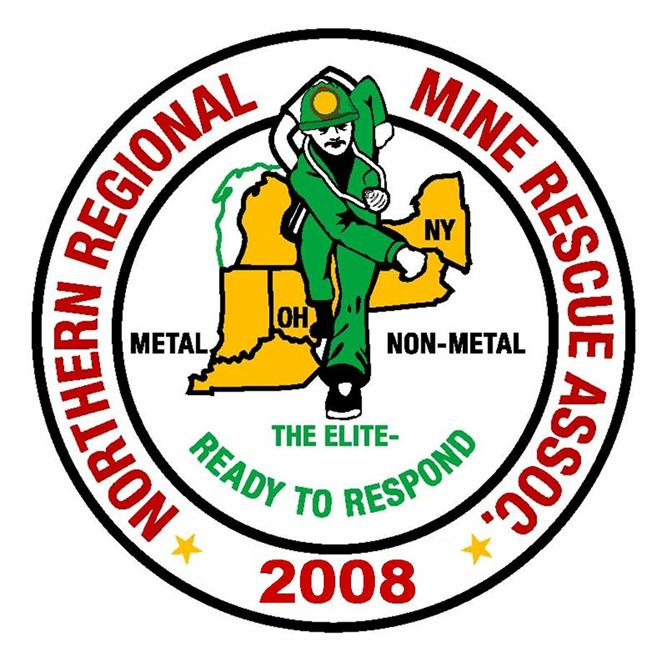 NORTHERN REGIONAL MINE RESCUE ASSOC.
NY
OH
METAL
NON-METAL
THE ELITE-
READY TO RESPOND
2008